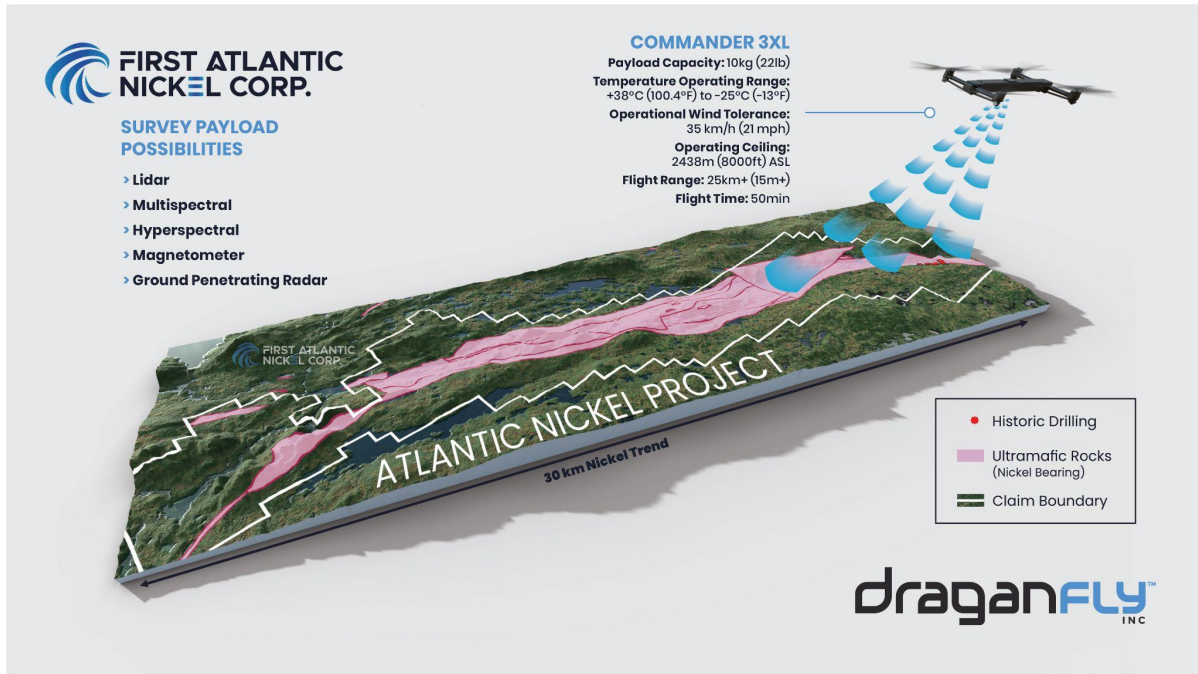 FIRST ATLANTIC
NICKEL CORP.
SURVEY PAYLOAD
POSSIBILITIES
> Lidar
> Multispectral
> Hyperspectral
> Magnetometer
> Ground Penetrating Radar
COMMANDER 3XL
Payload Capacity: 10kg (22lb)
Temperature Operating Range:
+38°C (100.4°F) to -25°C (-13°F)
Operational Wind Tolerance:
35 km/h (21 mph)
Operating Ceiling:
2438m (8000ft) ASL
Flight Range: 25km+ (15m+)
Flight Time: 50min
FIRST ATLANTIC
NICKEL CORP.
ATLANTIC NICKEL PROJECT
30 km Nickel Trend
Historic Drilling
Ultramafic Rocks
(Nickel Bearing)
Claim Boundary
draganFLY™
INC